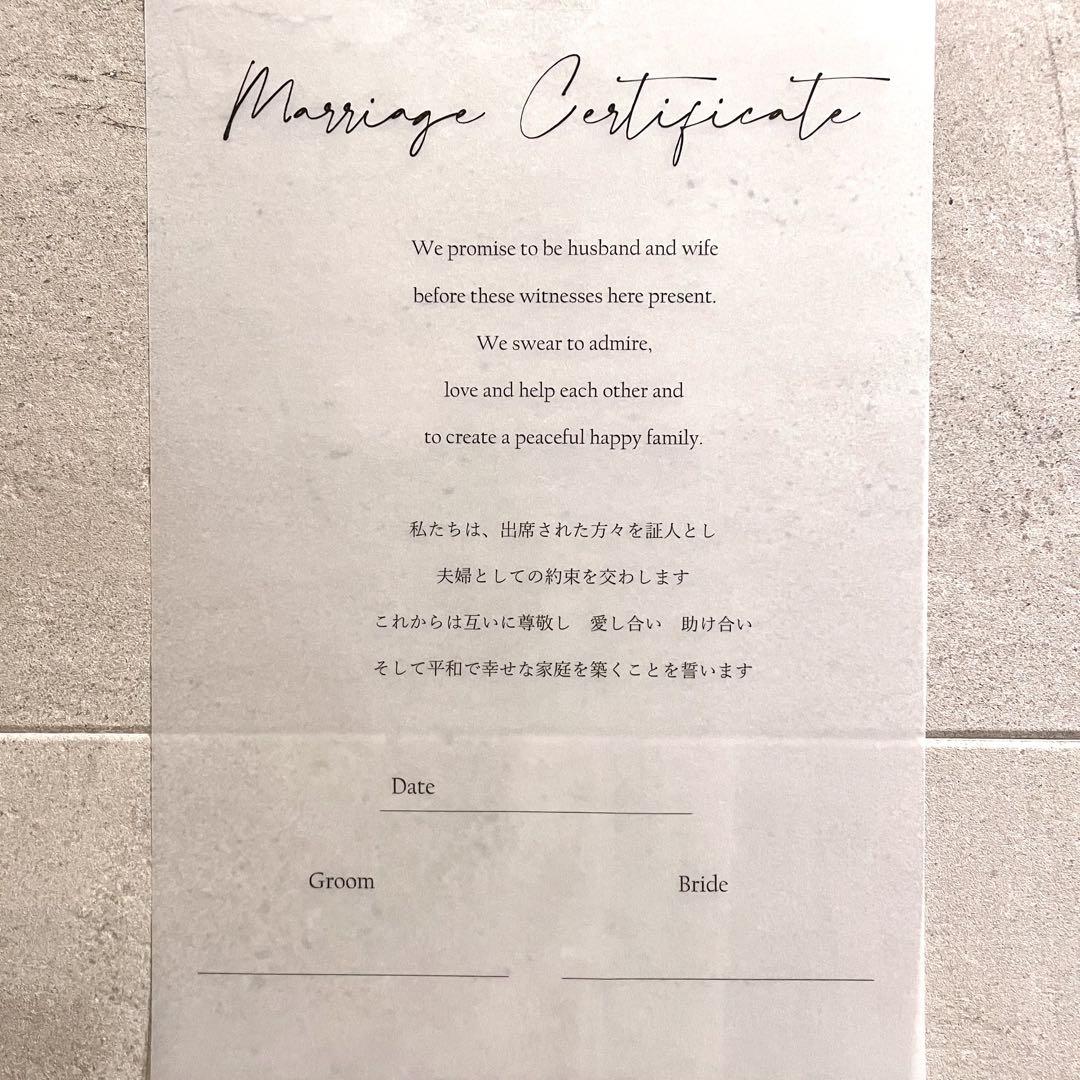 Marriage Certificate
We promise to be husband and wife
before these witnesses here present.
We swear to admire,
love and help each other and
to create a peaceful happy family.
私たちは、出席された方々を証人とし
夫婦としての約束を交わします
これからは互いに尊敬し　愛し合い　助け合い
そして平和で幸せな家庭を築くことを誓います
Date
Groom
Bride